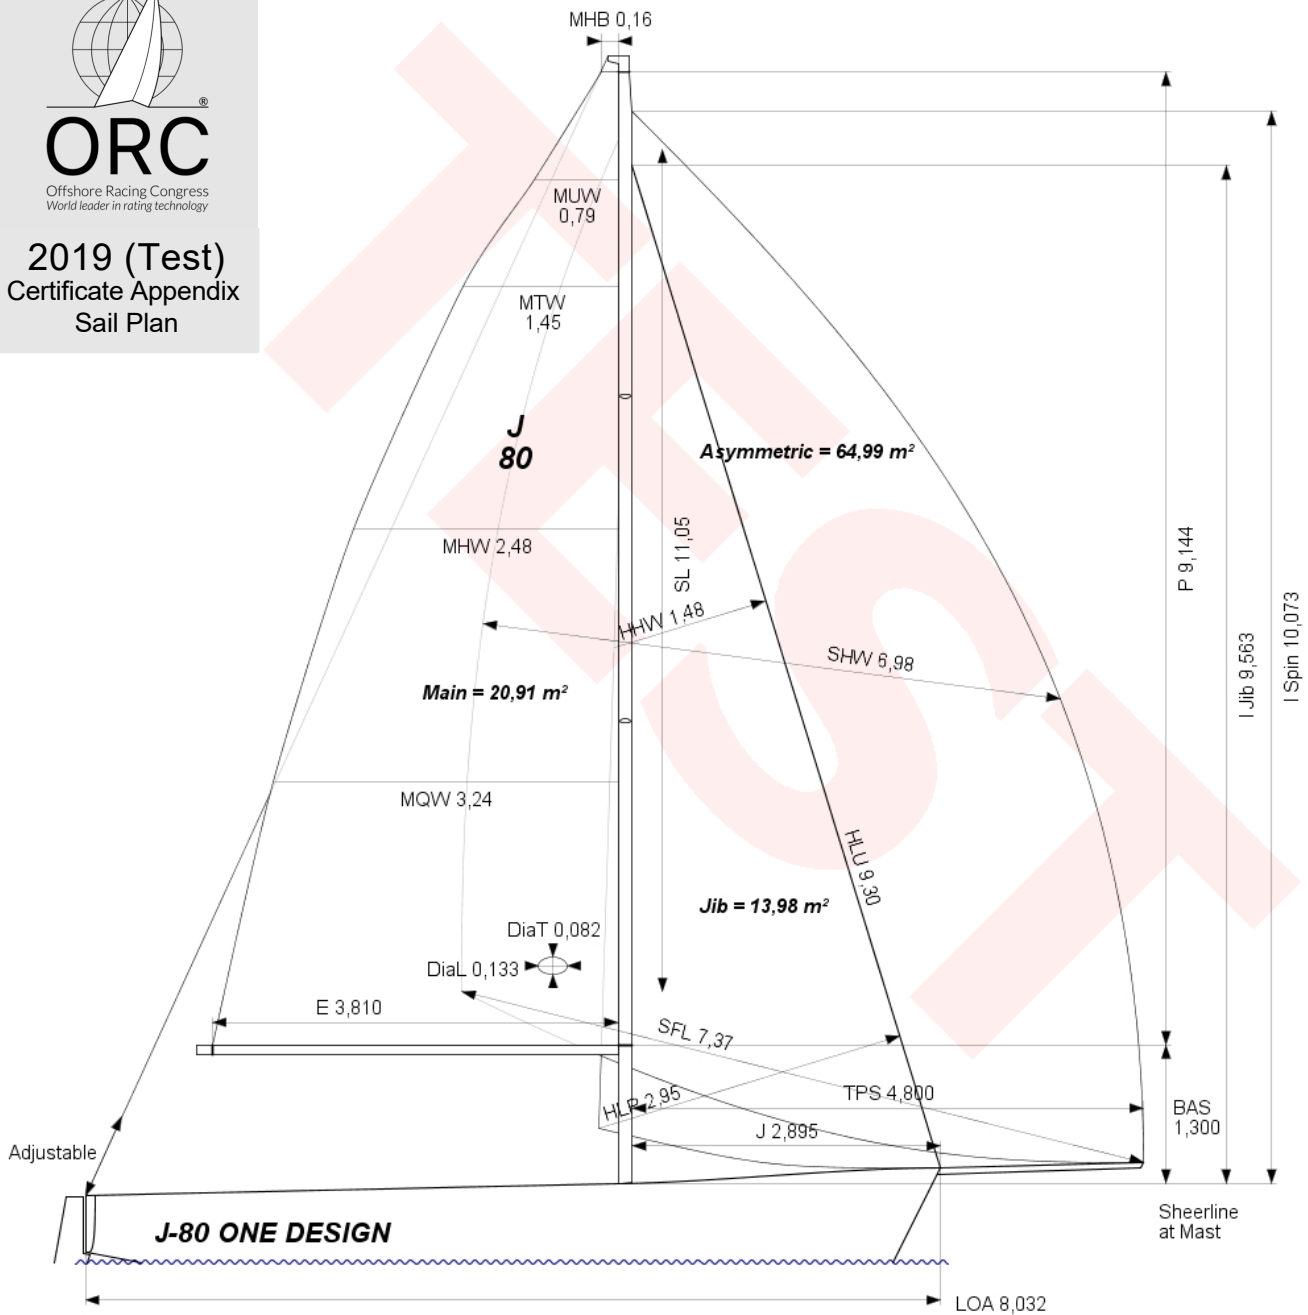 MHB 0,16
®
ORC
Offshore Racing Congress
World leader in rating technology
2019 (Test)
Certificate Appendix
Sail Plan
TEST
MUW
0,79
MTW
1,45
J
80
Asymmetric = 64,99 m²
MHW 2,48
SL 11,05
P 9,144
HHW 1,48
I Jib 9,563
I Spin 10,073
SHW 6,98
Main = 20,91 m²
MQW 3,24
HLU 9,30
Jib = 13,98 m²
DiaT 0,082
DiaL 0,133
E 3,810
SFL 7,37
HLP 2,95
TPS 4,800
BAS
1,300
J 2,895
Adjustable
Sheerline
at Mast
J-80 ONE DESIGN
LOA 8,032